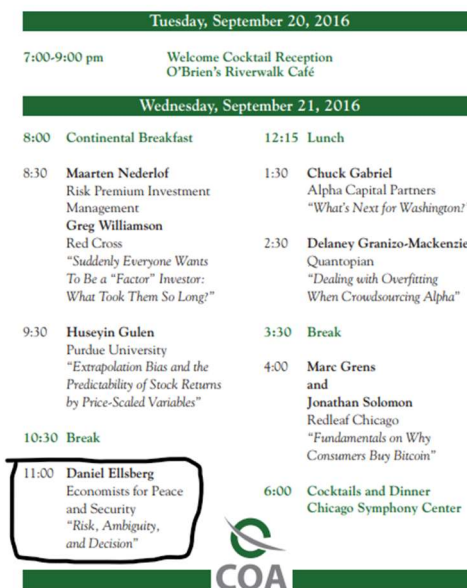 Tuesday, September 20, 2016
7:00-9:00 pm Welcome Cocktail Reception
O'Brien's Riverwalk Café
Wednesday, September 21, 2016
8:00 Continental Breakfast
8:30 Maarten Nederlof
Risk Premium Investment
Management
Greg Williamson
Red Cross
"Suddenly Everyone Wants
To Be a "Factor" Investor:
What Took Them So Long?"
9:30 Huseyin Gulen
Purdue University
"Extrapolation Bias and the
Predictability of Stock Returns
by Price-Scaled Variables"
10:30 Break
11:00 Daniel Ellsberg
Economists for Peace
and Security
"Risk, Ambiguity,
and Decision"
12:15 Lunch
1:30 Chuck Gabriel
Alpha Capital Partners
"What's Next for Washington?"
2:30 Delaney Granizo-Mackenzie
Quantopian
"Dealing with Overfitting
When Crowdsourcing Alpha"
3:30 Break
4:00 Marc Grens
and
Jonathan Solomon
Redleaf Chicago
"Fundamentals on Why
Consumers Buy Bitcoin"
6:00 Cocktails and Dinner
Chicago Symphony Center
COA